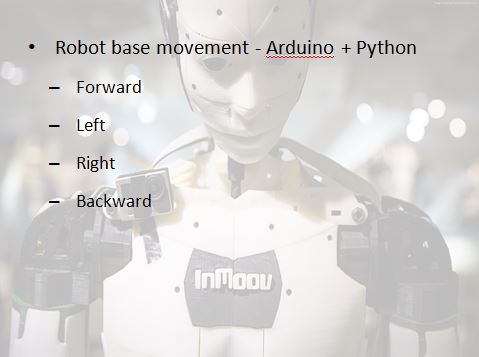 • Robot base movement - Arduino + Python
– Forward
– Left
– Right
– Backward
InMoov